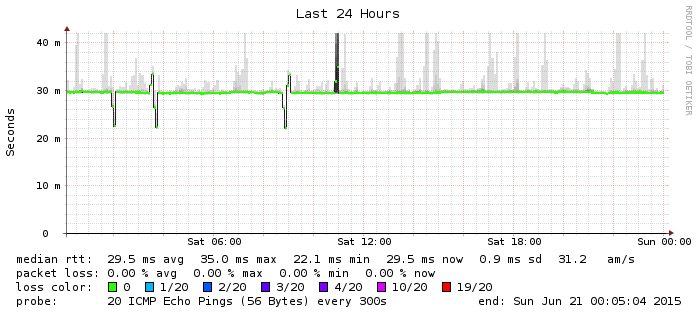 Last 24 Hours
RRDTOOL / TOBI OETIKER
Seconds
40 m
30 m
20 m
10 m
0
Sat 06:00 Sat 12:00 Sat 18:00 Sun 00:00
median rtt: 29.5 ms avg 35.0 ms max 22.1 ms min 29.5 ms now 0.9 ms sd 31.2 am/s
packet loss: 0.00 % avg 0.00 % max 0.00 % min 0.00 % now
loss color: 0 1/20 2/20 3/20 4/20 10/20 19/20
probe: 20 ICMP Echo Pings (56 Bytes) every 300s end: Sun Jun 21 00:05:04 2015